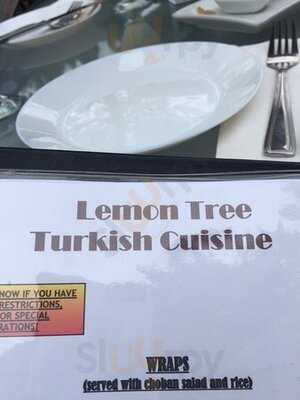 Lemon Tree
Turkish Cuisine
NOW IF YOU HAVE
RESTRICTIONS,
OR SPECIAL
RATIONS!
WRAPS
(served with choban salad and rice)